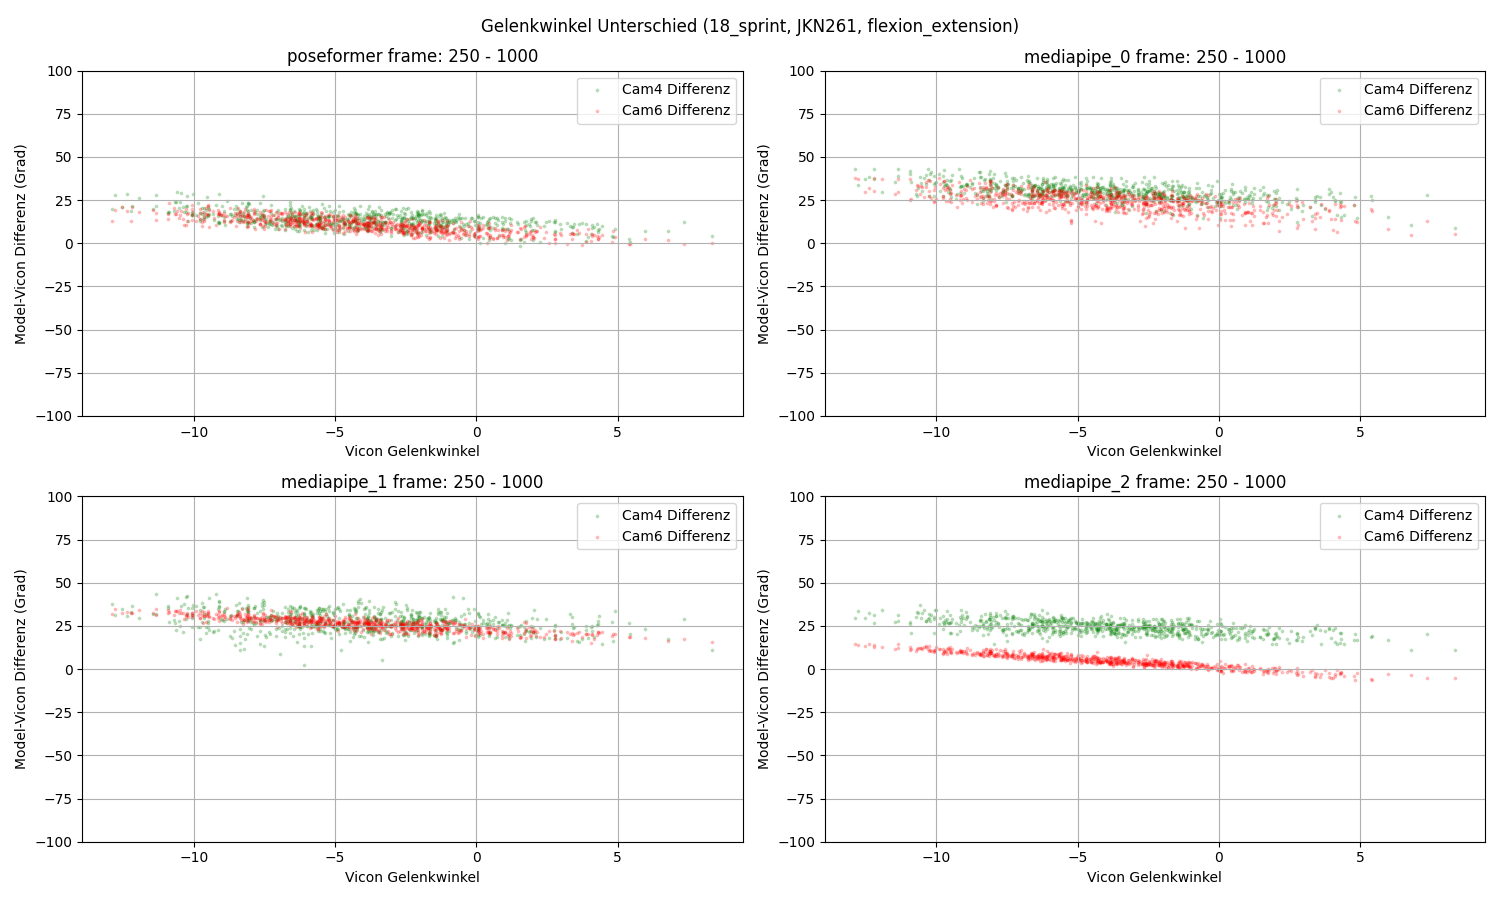 Gelenkwinkel Unterschied (18_sprint, JKN261, flexion_extension)
poseformer frame: 250 - 1000
100
75
50
25
0
−25
−50
−75
−100
Model-Vicon Differenz (Grad)
Cam4 Differenz
Cam6 Differenz
−10
−5
0
5
Vicon Gelenkwinkel
mediapipe_0 frame: 250 - 1000
100
75
50
25
0
−25
−50
−75
−100
Model-Vicon Differenz (Grad)
Cam4 Differenz
Cam6 Differenz
−10
−5
0
5
Vicon Gelenkwinkel
mediapipe_1 frame: 250 - 1000
100
75
50
25
0
−25
−50
−75
−100
Model-Vicon Differenz (Grad)
Cam4 Differenz
Cam6 Differenz
−10
−5
0
5
Vicon Gelenkwinkel
mediapipe_2 frame: 250 - 1000
100
75
50
25
0
−25
−50
−75
−100
Model-Vicon Differenz (Grad)
Cam4 Differenz
Cam6 Differenz
−10
−5
0
5
Vicon Gelenkwinkel